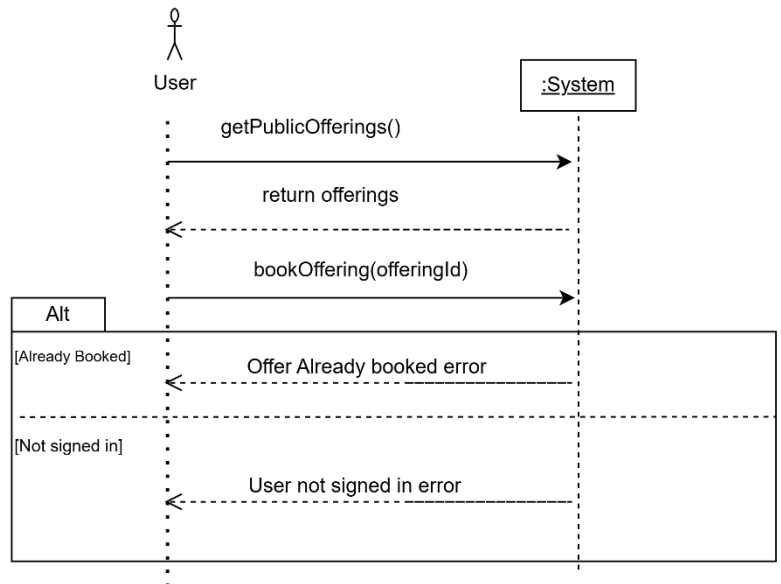 User
:System
getPublicOfferings()
return offerings
bookOffering(offeringId)
Alt
[Already Booked]
Offer Already booked error
[Not signed in]
User not signed in error